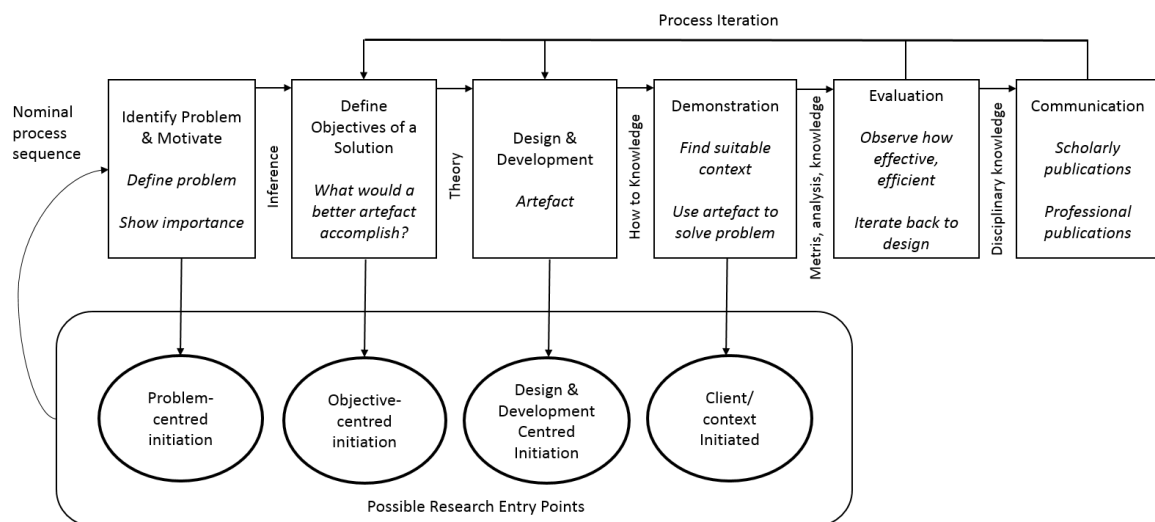 Process Iteration
Nominal
process
sequence
Identify Problem
& Motivate
Define problem
Show importance
Inference
Define
Objectives of a
Solution
What would a
better artefact
accomplish?
Theory
Design &
Development
Artefact
How to Knowledge
Demonstration
Find suitable
context
Use artefact to
solve problem
Metris, analysis, knowledge
Evaluation
Observe how
effective,
efficient
Iterate back to
design
Disciplinary knowledge
Communication
Scholarly
publications
Professional
publications
Problem-
centred
initiation
Objective-
centred
initiation
Design &
Development
Centred
Initiation
Client/
context
Initiated
Possible Research Entry Points